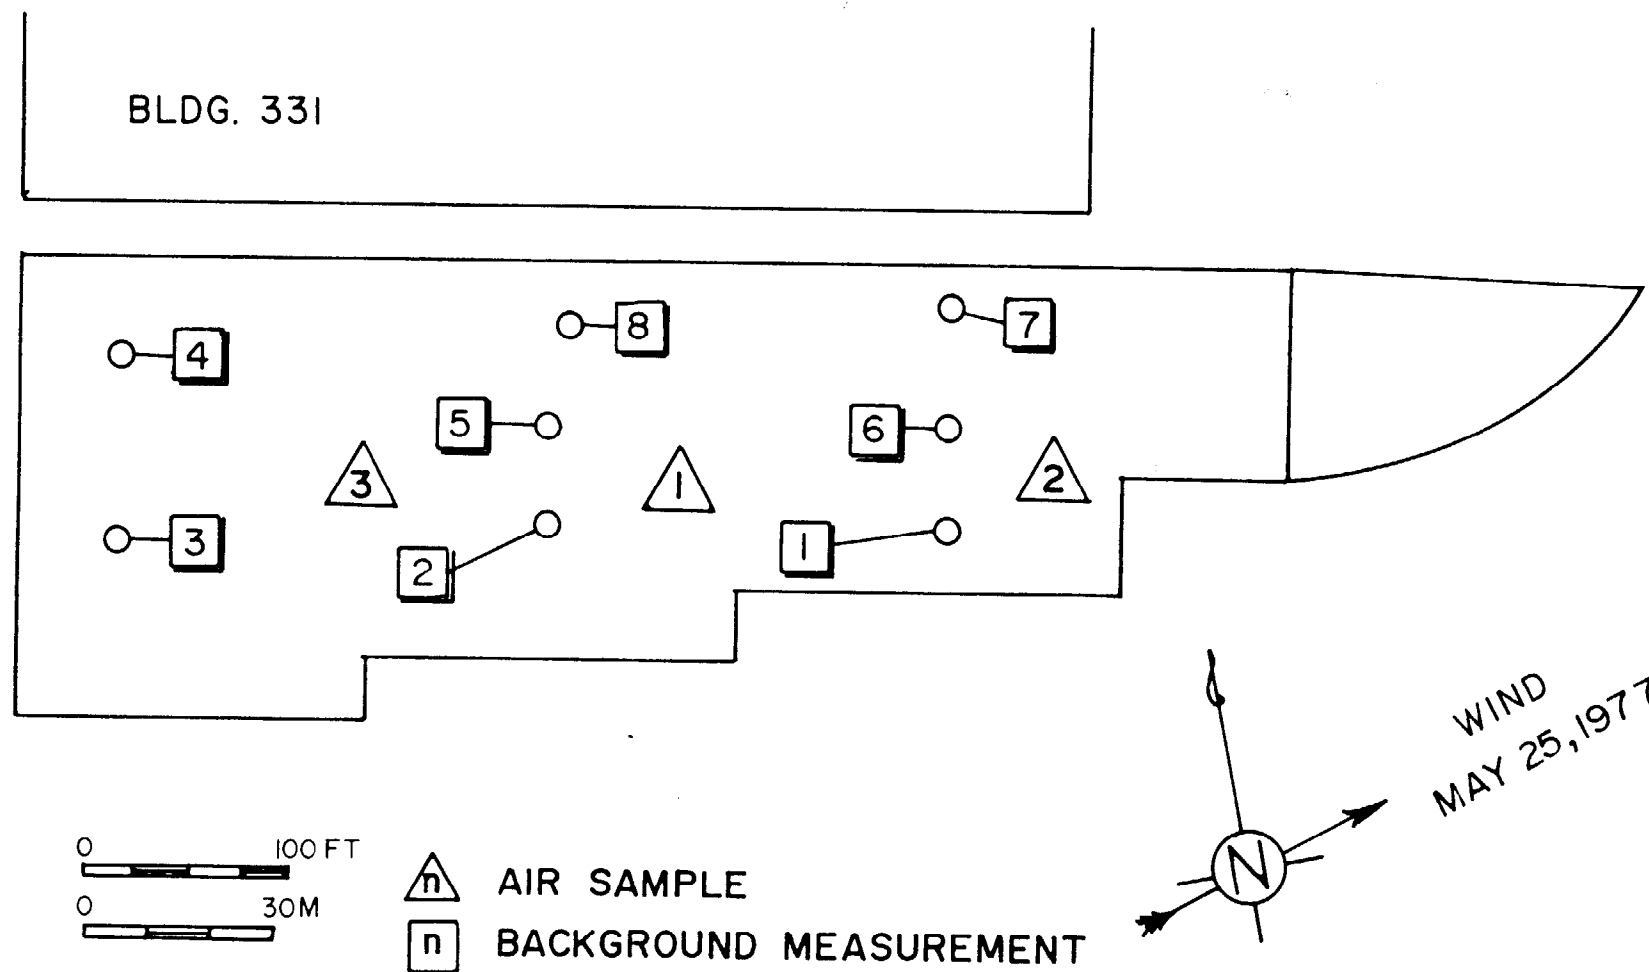 BLDG. 331
8
7
4
5
6
3
1
2
3
2
1
WIND
MAY 25, 1977
N
0 100 FT
0 30M
n AIR SAMPLE
n BACKGROUND MEASUREMENT